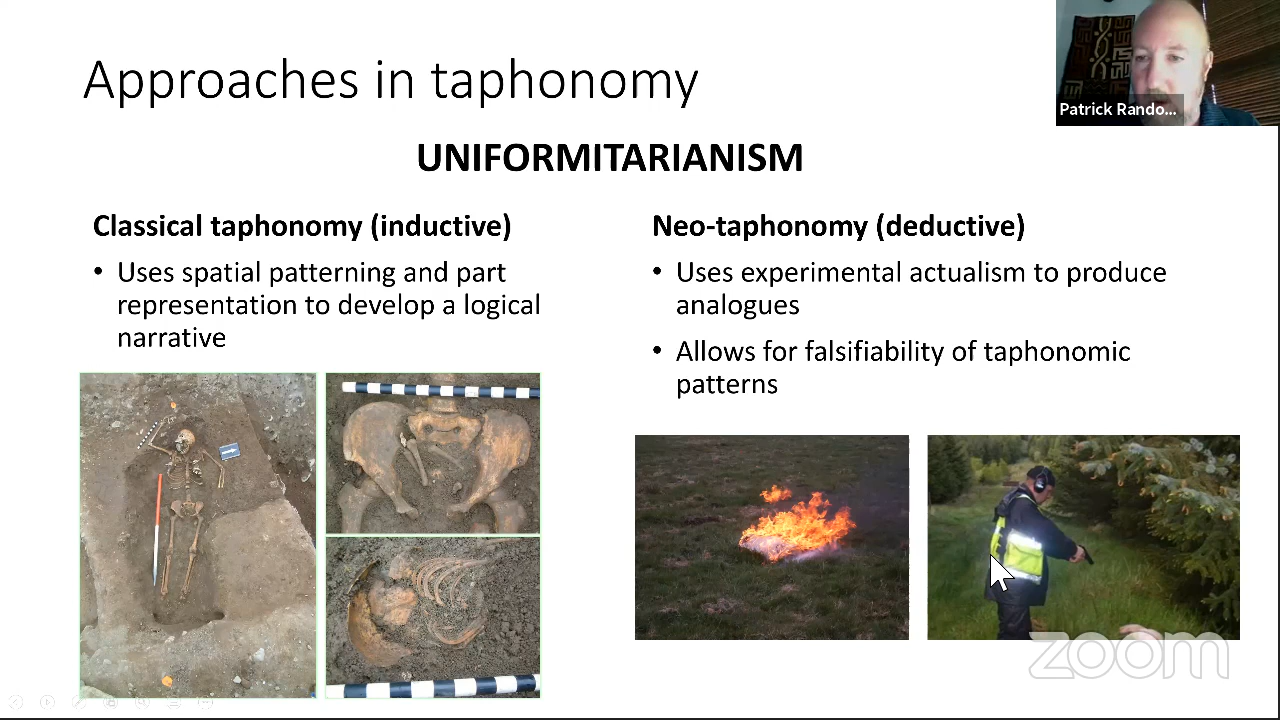 Approaches in taphonomy
Patrick Rando...
UNIFORMITARIANISM
Classical taphonomy (inductive)
• Uses spatial patterning and part
representation to develop a logical
narrative
Neo-taphonomy (deductive)
• Uses experimental actualism to produce
analogues
• Allows for falsifiability of taphonomic
patterns
zoom